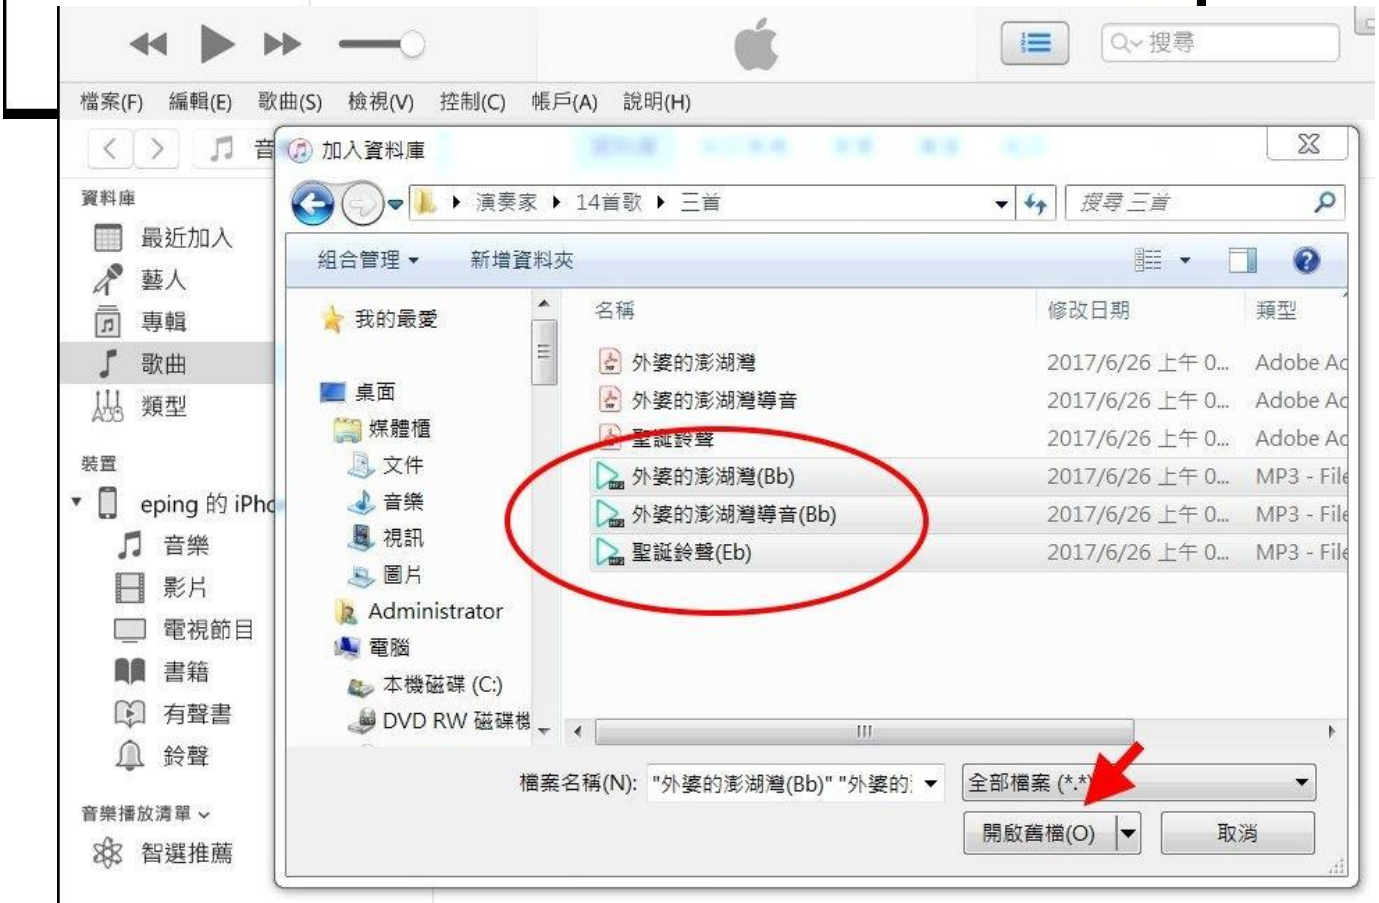 搜尋
檔案(F) 編輯(E) 歌曲(S) 檢視(V) 控制(C) 帳戶(A) 說明(H)
音
加入資料庫
演奏家 14首歌 三首
搜尋 三首
組合管理 新增資料夾
資料庫
最近加入
藝人
專輯
歌曲
類型
裝置
eping 的 iPho
音樂
影片
電視節目
書籍
有聲書
鈴聲
音樂播放清單
智選推薦
我的最愛
桌面
媒體櫃
文件
音樂
視訊
圖片
Administrator
電腦
本機磁碟 (C:)
DVD RW 磁碟機
名稱 修改日期 類型
外婆的澎湖灣 2017/6/26 上午 0... Adobe Ac
外婆的澎湖灣導音 2017/6/26 上午 0... Adobe Ac
聖誕鈴聲 2017/6/26 上午 0... Adobe Ac
外婆的澎湖灣(Bb) 2017/6/26 上午 0... MP3 - File
外婆的澎湖灣導音(Bb) 2017/6/26 上午 0... MP3 - File
聖誕鈴聲(Eb) 2017/6/26 上午 0... MP3 - File
檔案名稱(N): "外婆的澎湖灣(Bb)" "外婆的 全部檔案 (*.*)
開啟舊檔(O) 取消